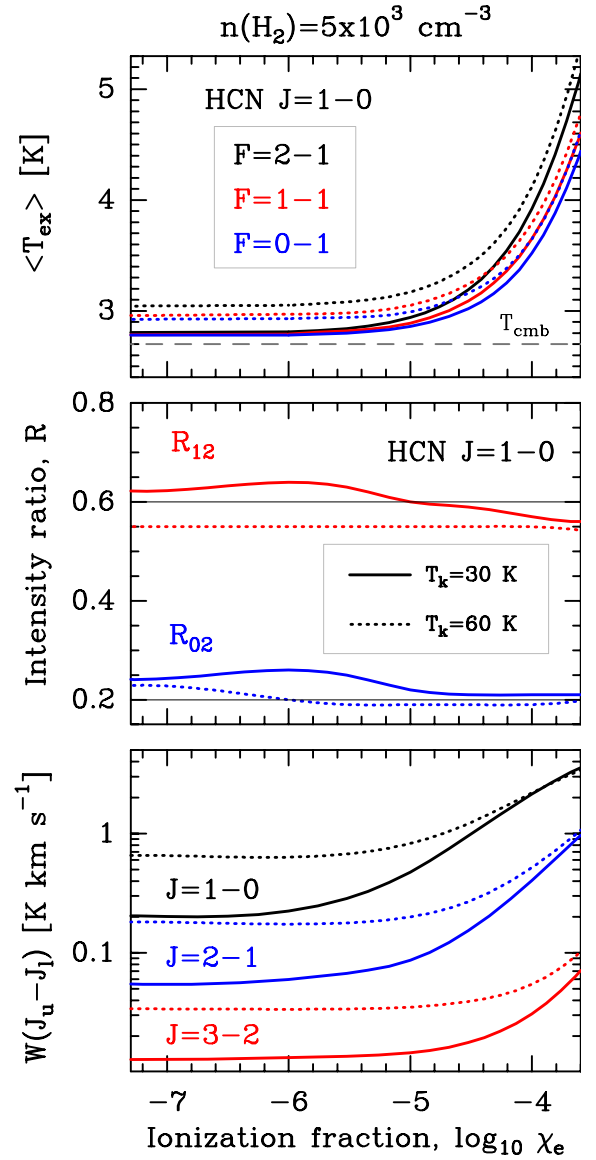 n(H₂)=5x10³ cm⁻³
<Tₑₓ> [K]
5
4
3
HCN J=1−0
F=2−1
F=1−1
F=0−1
T_cmb
Intensity ratio, R
0.8
0.6
0.4
0.2
R₁₂
HCN J=1−0
Tₖ=30 K
Tₖ=60 K
R₀₂
W(Jᵤ−Jₗ) [K km s⁻¹]
1
0.1
J=1−0
J=2−1
J=3−2
−7 −6 −5 −4
Ionization fraction, log₁₀ χₑ